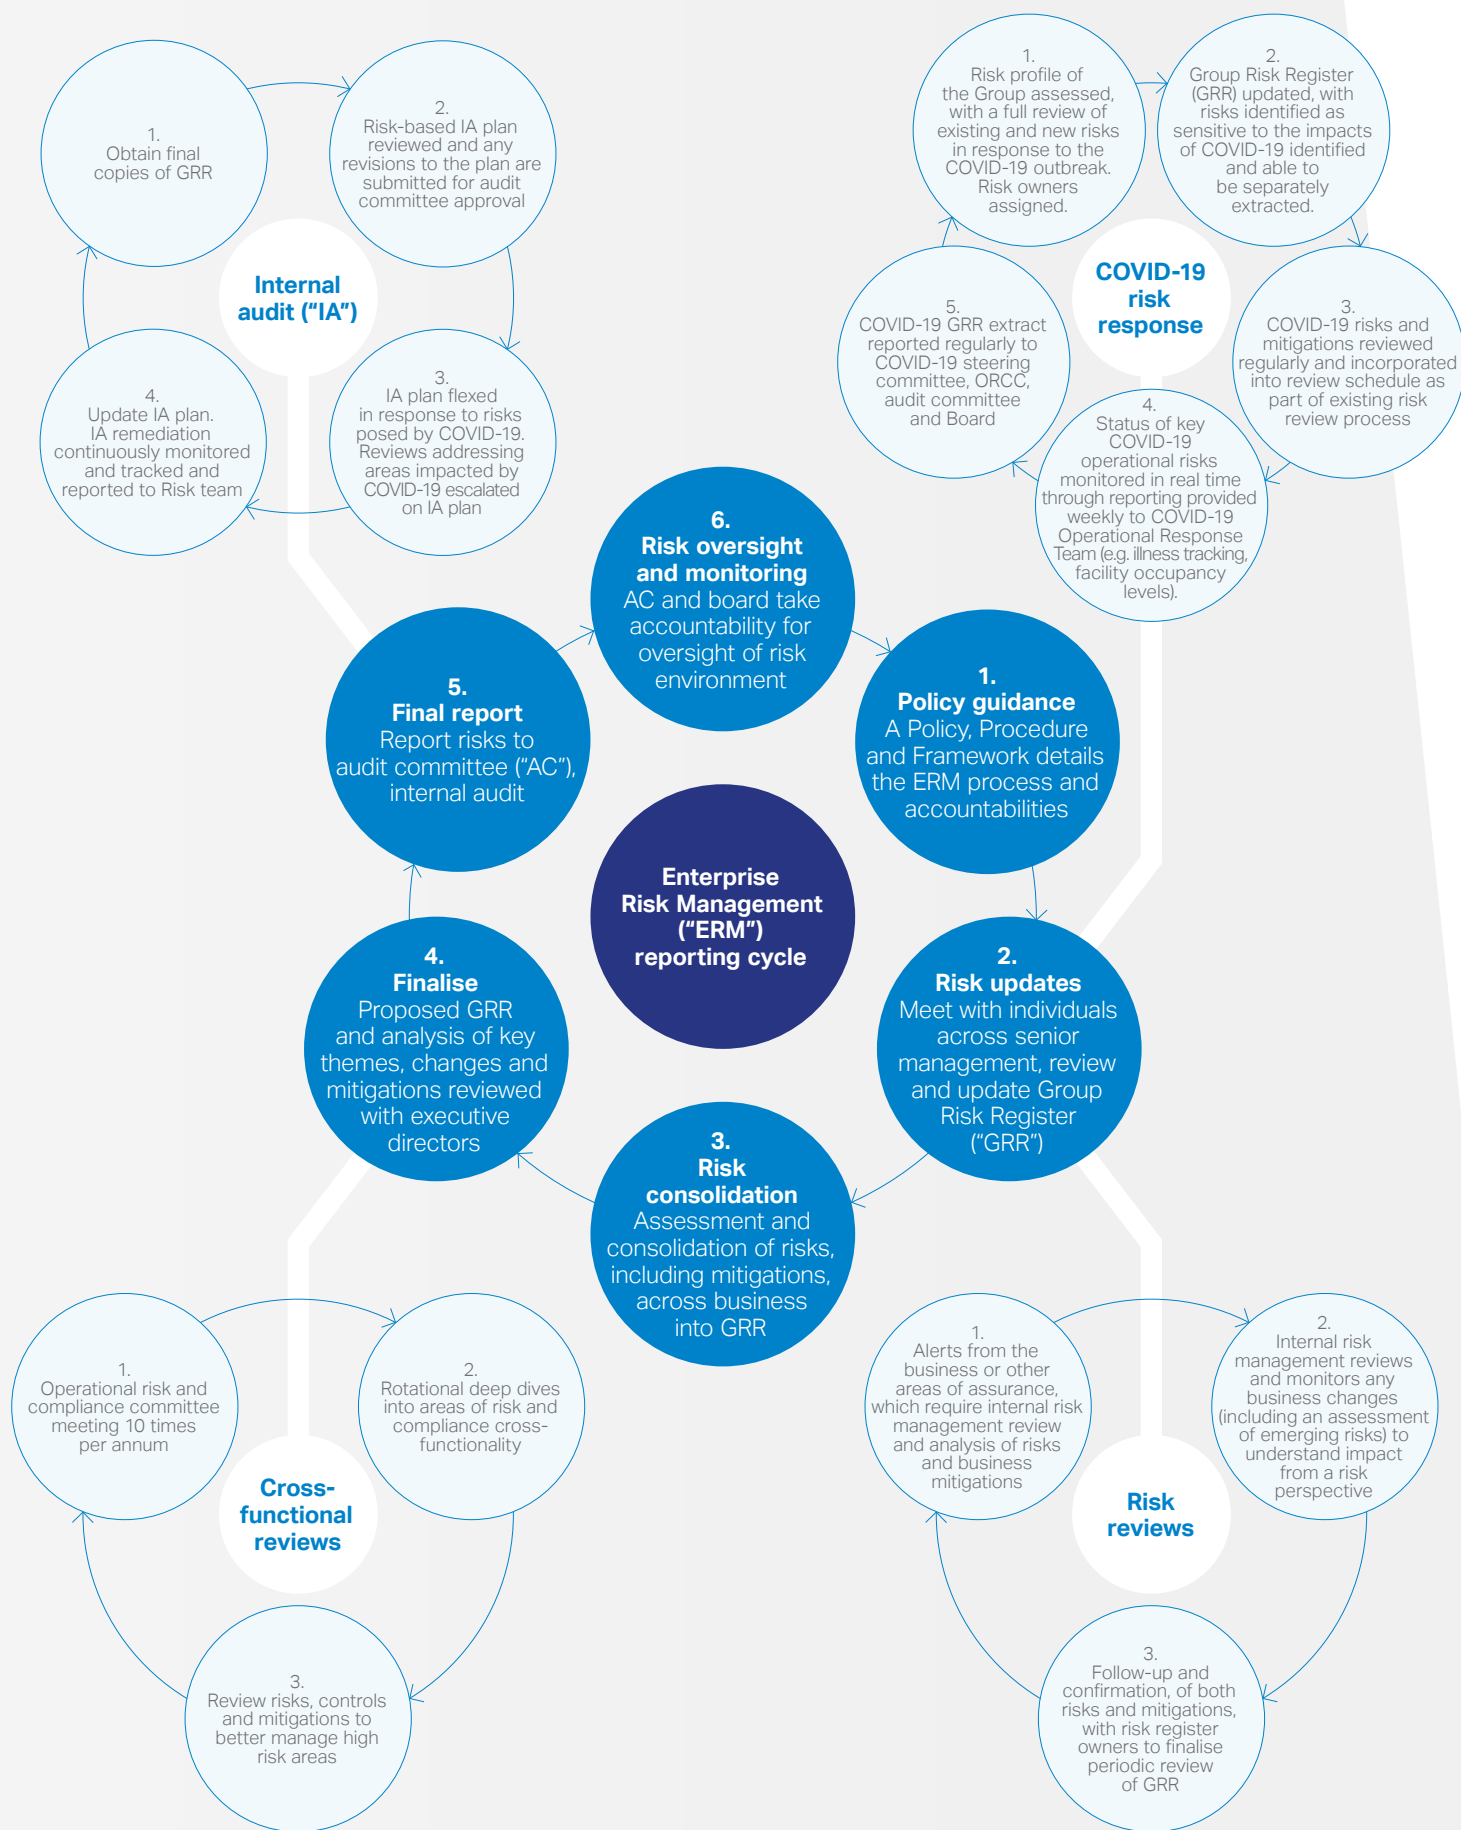 1.
Obtain final
copies of GRR
2.
Risk-based IA plan
reviewed and any
revisions to the plan are
submitted for audit
committee approval
Internal
audit (“IA”)
3.
IA plan flexed
in response to risks
posed by COVID-19.
Reviews addressing
areas impacted by
COVID-19 escalated
on IA plan
4.
Update IA plan.
IA remediation
continuously monitored
and tracked and
reported to Risk team
1.
Risk profile of
the Group assessed,
with a full review of
existing and new risks
in response to the
COVID-19 outbreak.
Risk owners
assigned.
2.
Group Risk Register
(GRR) updated, with
risks identified as
sensitive to the impacts
of COVID-19 identified
and able to
be separately
extracted.
COVID-19
risk
response
3.
COVID-19 risks and
mitigations reviewed
regularly and incorporated
into review schedule as
part of existing risk
review process
4.
Status of key
COVID-19
operational risks
monitored in real time
through reporting provided
weekly to COVID-19
Operational Response
Team (e.g. illness tracking,
facility occupancy
levels).
5.
COVID-19 GRR extract
reported regularly to
COVID-19 steering
committee, ORCC,
audit committee
and Board
6.
Risk oversight
and monitoring
AC and board take
accountability for
oversight of risk
environment
1.
Policy guidance
A Policy, Procedure
and Framework details
the ERM process and
accountabilities
5.
Final report
Report risks to
audit committee (“AC”),
internal audit
Enterprise
Risk Management
(“ERM”)
reporting cycle
2.
Risk updates
Meet with individuals
across senior
management, review
and update Group
Risk Register
(“GRR”)
4.
Finalise
Proposed GRR
and analysis of key
themes, changes and
mitigations reviewed
with executive
directors
3.
Risk
consolidation
Assessment and
consolidation of risks,
including mitigations,
across business
into GRR
1.
Operational risk and
compliance committee
meeting 10 times
per annum
2.
Rotational deep dives
into areas of risk and
compliance cross-
functionality
Cross-
functional
reviews
3.
Review risks, controls
and mitigations to
better manage high
risk areas
1.
Alerts from the
business or other
areas of assurance,
which require internal risk
management review
and analysis of risks
and business
mitigations
2.
Internal risk
management reviews
and monitors any
business changes
(including an assessment
of emerging risks) to
understand impact
from a risk
perspective
Risk
reviews
3.
Follow-up and
confirmation, of both
risks and mitigations,
with risk register
owners to finalise
periodic review
of GRR